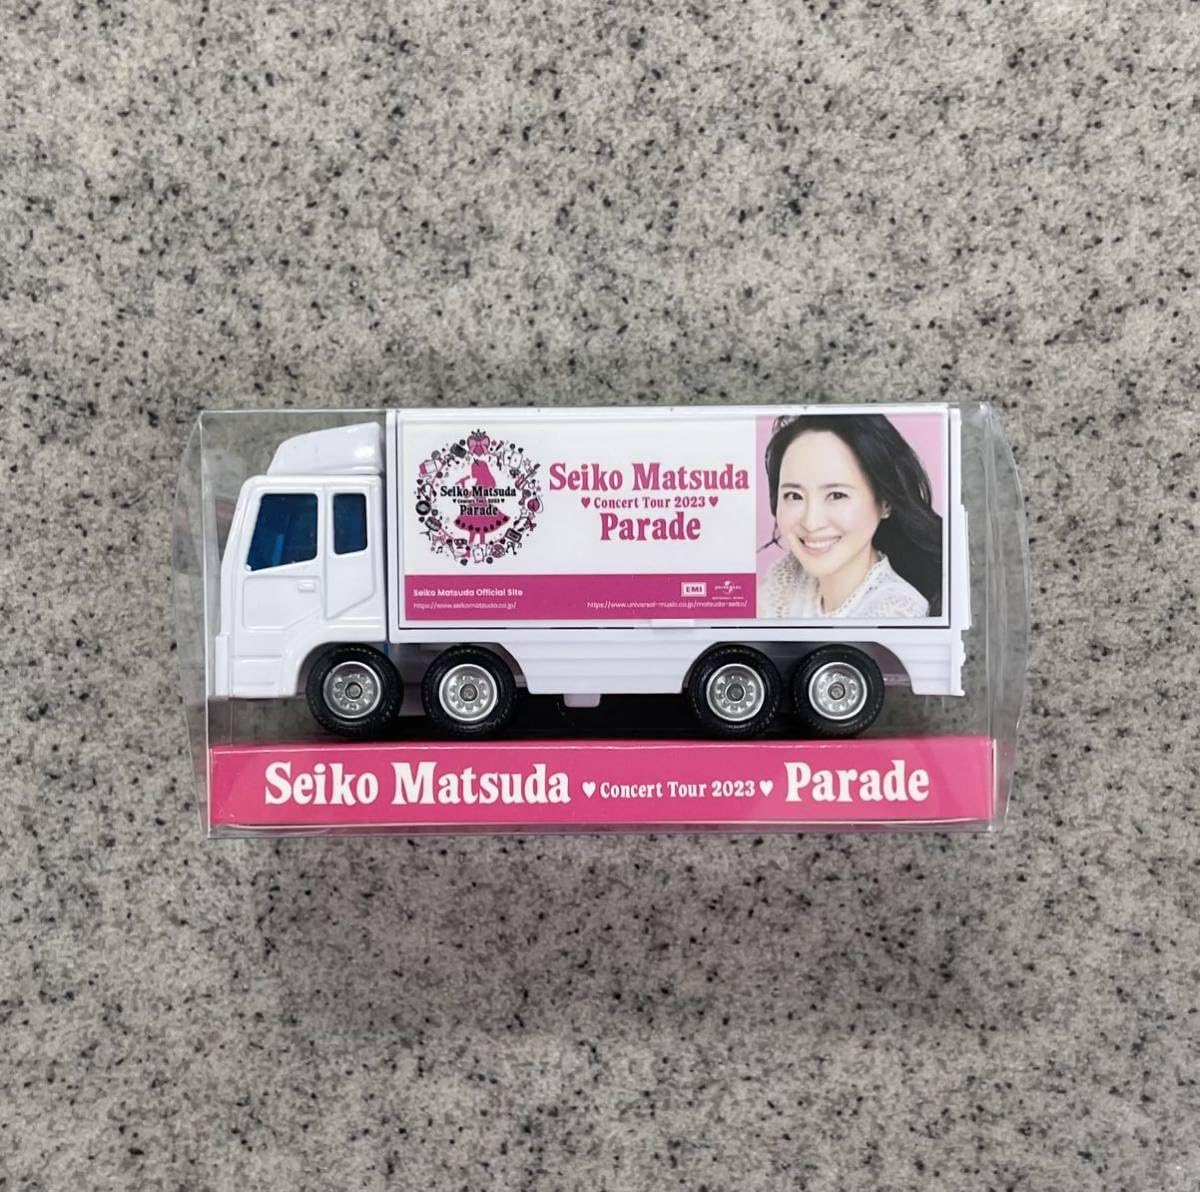 Seiko Matsuda
♥ Concert Tour 2023 ♥
Parade
Seiko Matsuda
♥ Concert Tour 2023 ♥
Parade
Seiko Matsuda Official Site
https://www.seikomatsuda.co.jp/
EMI
UNIVERSAL
https://www.universal-music.co.jp/matsuda-seiko/
Seiko Matsuda ♥ Concert Tour 2023 ♥ Parade